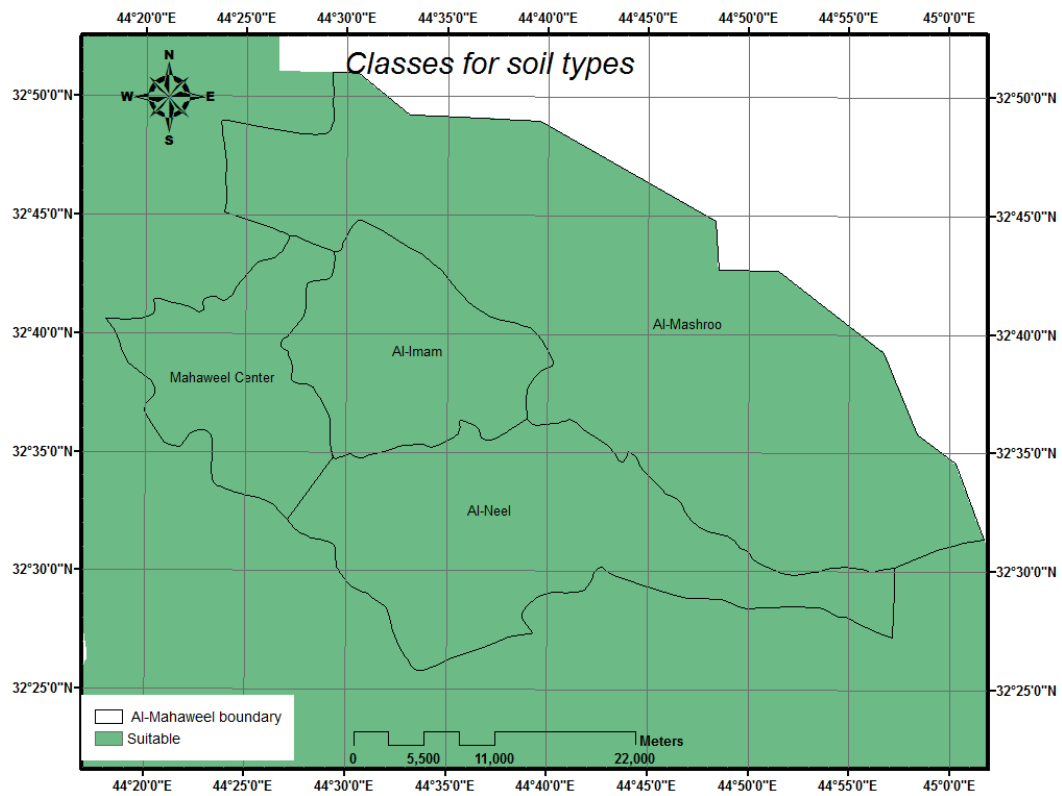 44°20'0"E 44°25'0"E 44°30'0"E 44°35'0"E 44°40'0"E 44°45'0"E 44°50'0"E 44°55'0"E 45°0'0"E
Classes for soil types
N
W E
S
32°50'0"N 32°50'0"N
32°45'0"N 32°45'0"N
32°40'0"N 32°40'0"N
Al-Mashroo
Al-Imam
Mahaweel Center
32°35'0"N 32°35'0"N
Al-Neel
32°30'0"N 32°30'0"N
32°25'0"N 32°25'0"N
Al-Mahaweel boundary
Suitable
Meters
0 5,500 11,000 22,000
44°20'0"E 44°25'0"E 44°30'0"E 44°35'0"E 44°40'0"E 44°45'0"E 44°50'0"E 44°55'0"E 45°0'0"E